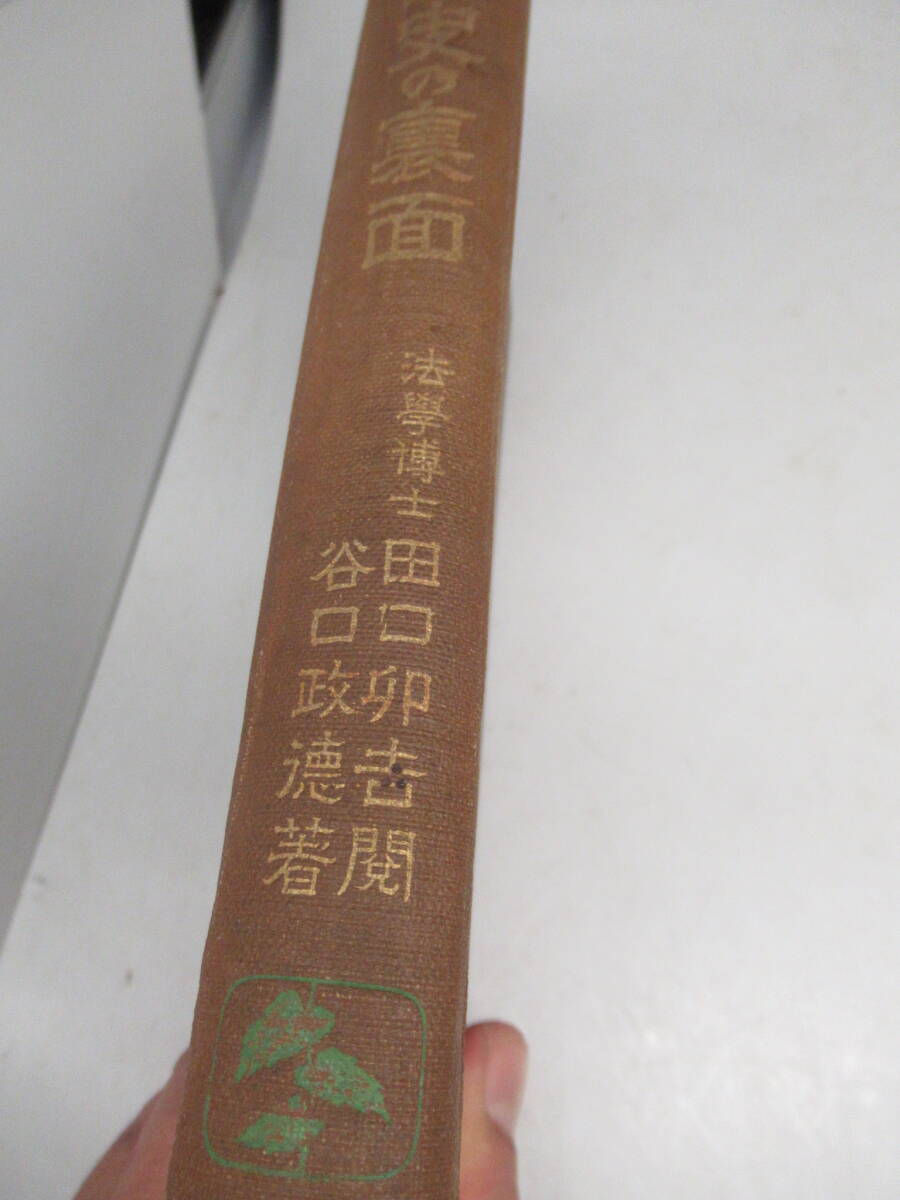 史の裏面
法學博士田口卯吉閲
谷口政德著